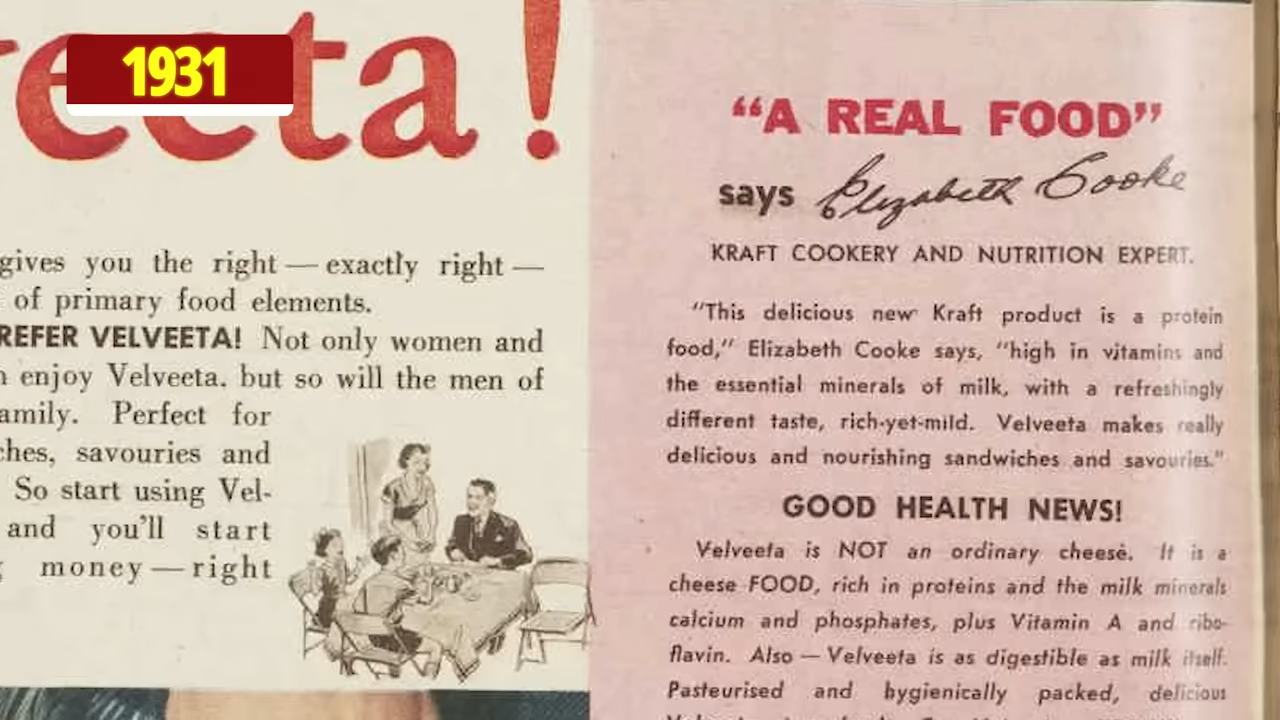 1931
veeta!
gives you the right — exactly right —
of primary food elements.
REFER VELVEETA! Not only women and
enjoy Velveeta. but so will the men of
amily. Perfect for
ches, savouries and
So start using Vel-
and you'll start
money — right
"A REAL FOOD"
says Elizabeth Cooke
KRAFT COOKERY AND NUTRITION EXPERT.
"This delicious new Kraft product is a protein
food," Elizabeth Cooke says, "high in vitamins and
the essential minerals of milk, with a refreshingly
different taste, rich-yet-mild. Velveeta makes really
delicious and nourishing sandwiches and savouries."
GOOD HEALTH NEWS!
Velveeta is NOT an ordinary cheese. It is a
cheese FOOD, rich in proteins and the milk minerals
calcium and phosphates, plus Vitamin A and ribo-
flavin. Also — Velveeta is as digestible as milk itself.
Pasteurised and hygienically packed, delicious